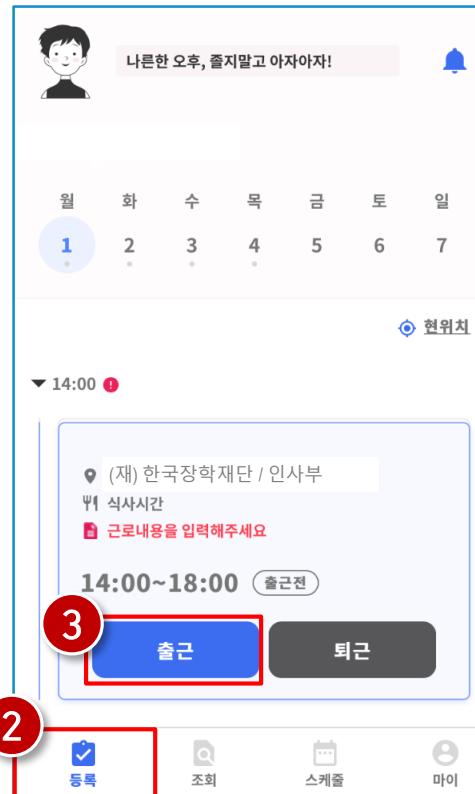 나른한 오후, 졸지말고 아자아자!
월 화 수 목 금 토 일
1 2 3 4 5 6 7
현위치
14:00
(재) 한국장학재단 / 인사부
식사시간
근로내용을 입력해주세요
14:00~18:00 출근전
3
출근 퇴근
2
등록 조회 스케줄 마이